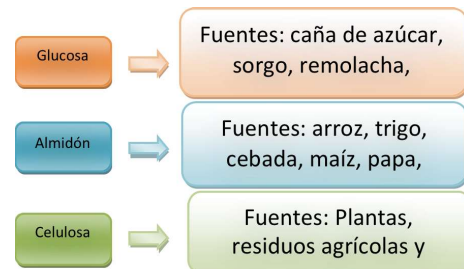 Glucosa
Fuentes: caña de azúcar,
sorgo, remolacha,
Almidón
Fuentes: arroz, trigo,
cebada, maíz, papa,
Celulosa
Fuentes: Plantas,
residuos agrícolas y